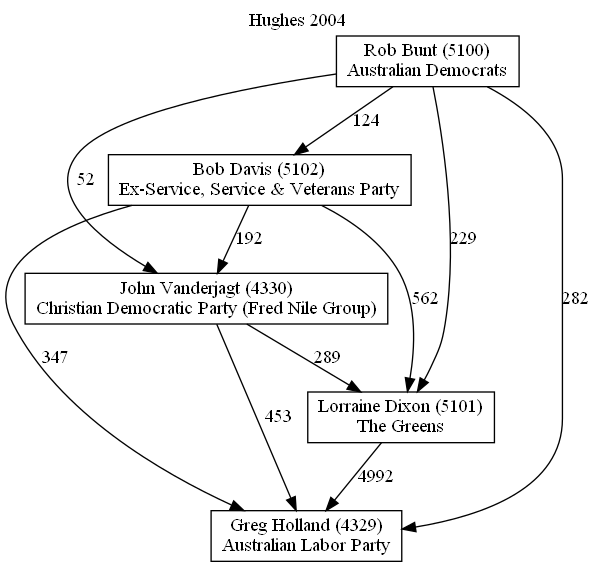 Hughes 2004
Rob Bunt (5100)
Australian Democrats
124
52
Bob Davis (5102)
Ex-Service, Service & Veterans Party
192
229
282
562
John Vanderjagt (4330)
Christian Democratic Party (Fred Nile Group)
347
289
453
Lorraine Dixon (5101)
The Greens
4992
Greg Holland (4329)
Australian Labor Party